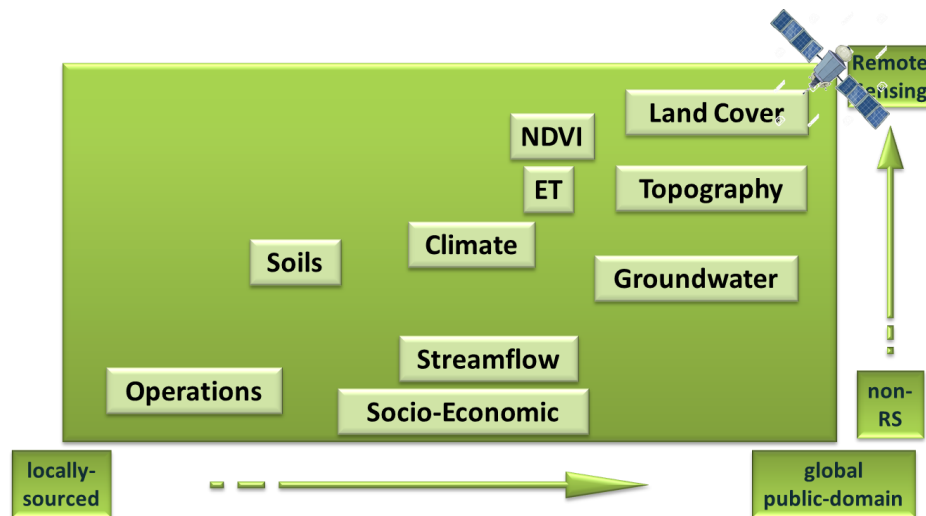 Remote
Sensing
Land Cover
NDVI
ET
Topography
Climate
Soils
Groundwater
Streamflow
Operations
Socio-Economic
non-
RS
locally-
sourced
global
public-domain